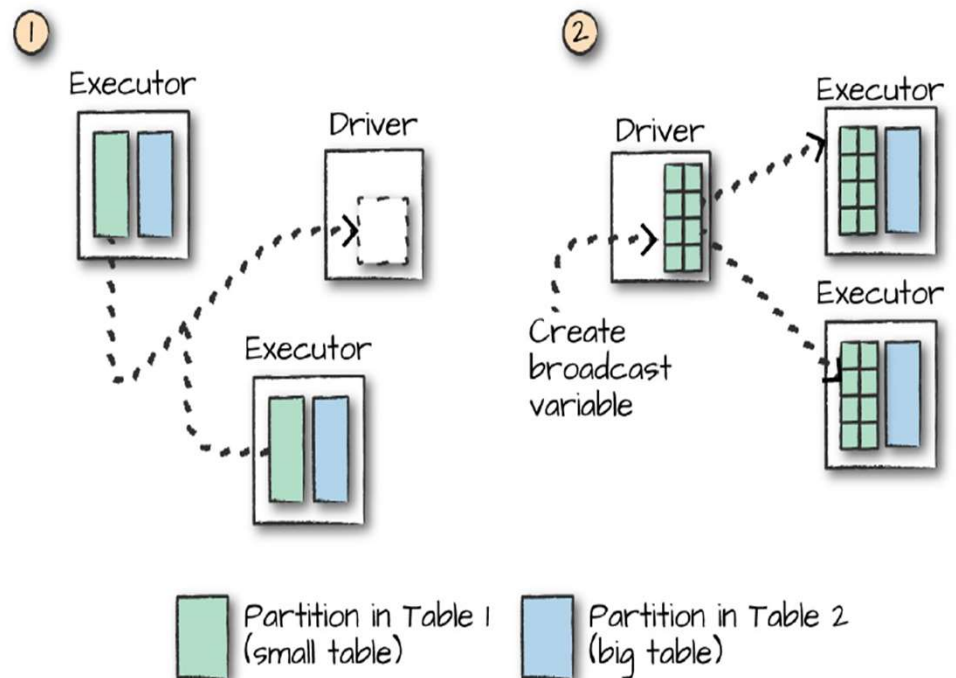 1
2
Executor
Driver
Executor
Driver
Executor
Executor
Executor
Create
broadcast
variable
Partition in Table 1
(small table)
Partition in Table 2
(big table)